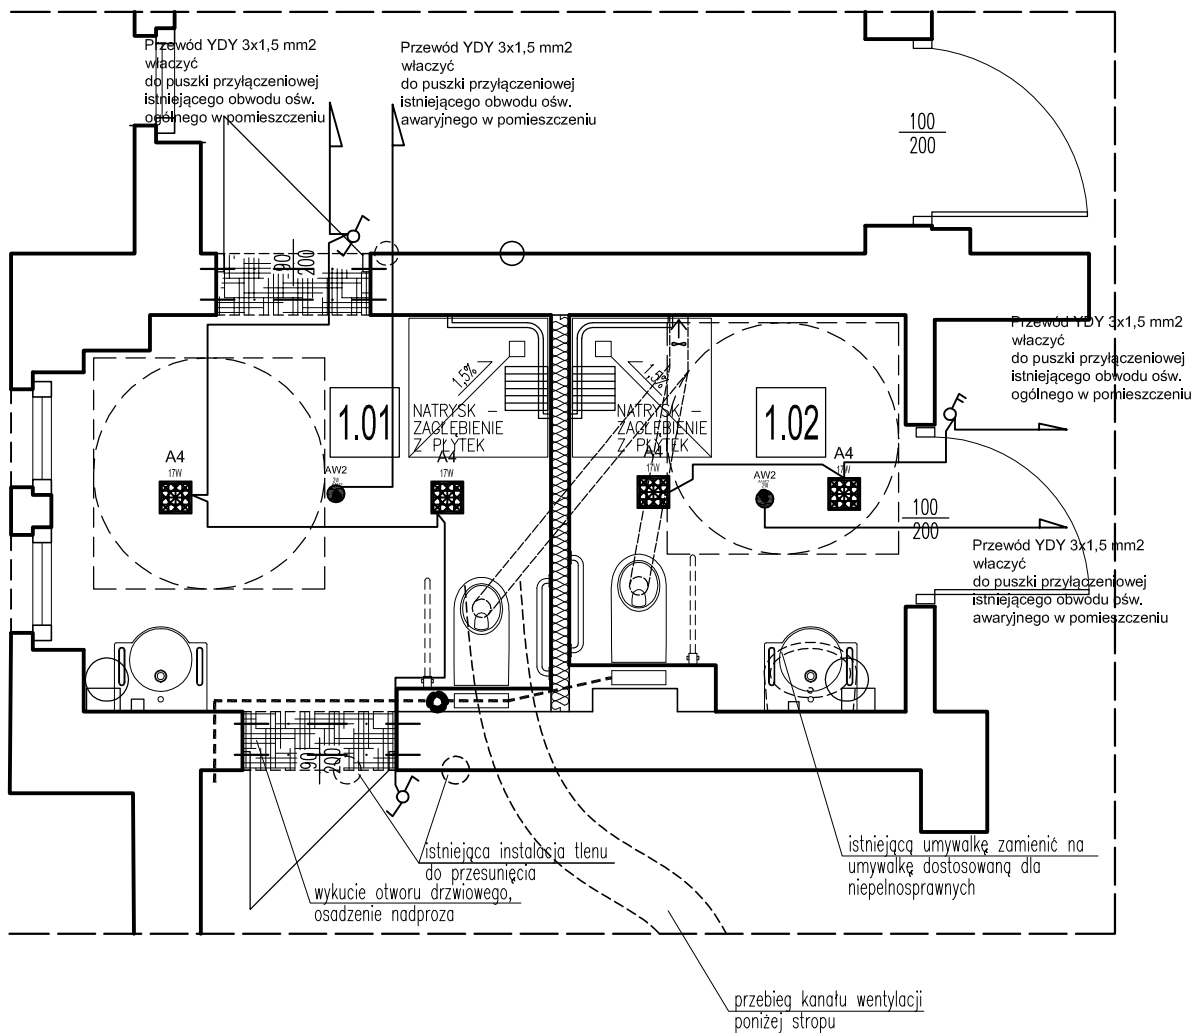 Przewód YDY 3x1,5 mm2
właczyć
do puszki przyłączeniowej
istniejącego obwodu ośw.
ogólnego w pomieszczeniu
Przewód YDY 3x1,5 mm2
właczyć
do puszki przyłączeniowej
istniejącego obwodu ośw.
awaryjnego w pomieszczeniu
100
200
90
200
Przewód YDY 3x1,5 mm2
właczyć
do puszki przyłączeniowej
istniejącego obwodu ośw.
ogólnego w pomieszczeniu
1,5%
1,5%
1.01
NATRYSK –
ZAGŁĘBIENIE
Z PŁYTEK
NATRYSK –
ZAGŁĘBIENIE
Z PŁYTEK
1.02
A4
17W
AW2
A4
17W
A4
17W
AW2
A4
17W
100
200
Przewód YDY 3x1,5 mm2
właczyć
do puszki przyłączeniowej
istniejącego obwodu ośw.
awaryjnego w pomieszczeniu
90
200
istniejąca instalacja tlenu
do przesunięcia
wykucie otworu drzwiowego,
osadzenie nadproża
istniejącą umywalkę zamienić na
umywalkę dostosowaną dla
niepełnosprawnych
przebieg kanału wentylacji
poniżej stropu